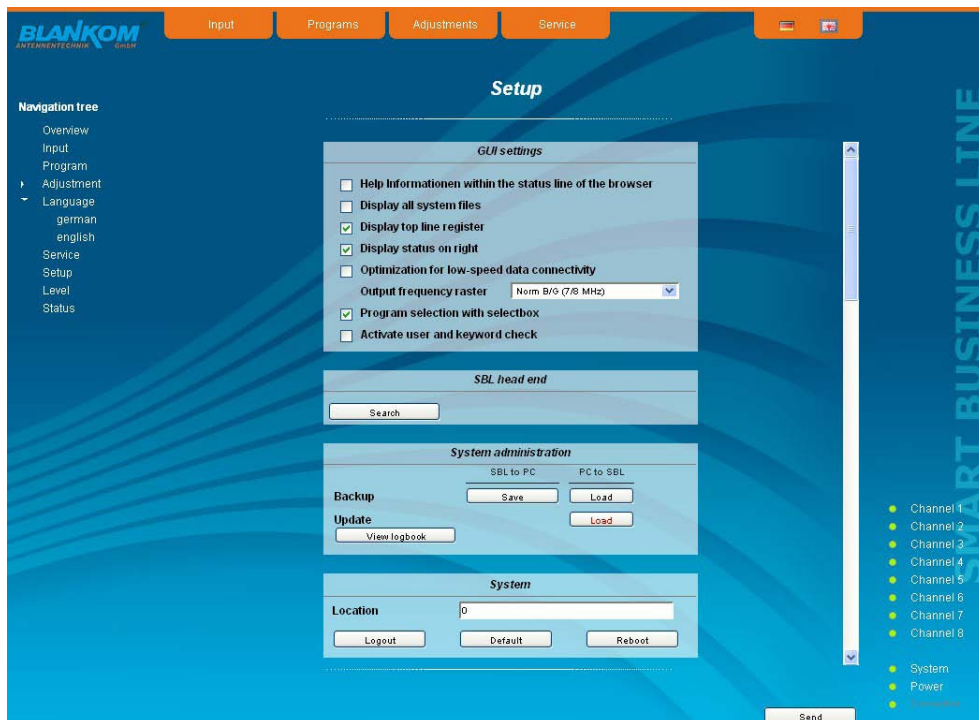 BLANKOM
ANTENNENTECHNIK GmbH
Input
Programs
Adjustments
Service
Setup
Navigation tree
Overview
Input
Program
Adjustment
Language
german
english
Service
Setup
Level
Status
GUI settings
Help Informationen within the status line of the browser
Display all system files
Display top line register
Display status on right
Optimization for low-speed data connectivity
Output frequency raster Norm B/G (7/8 MHz)
Program selection with selectbox
Activate user and keyword check
SBL head end
Search
System administration
SBL to PC PC to SBL
Backup Save Load
Update Load
View logbook
System
Location 0
Logout Default Reboot
Send
SMART BUSINESS LINE
Channel 1
Channel 2
Channel 3
Channel 4
Channel 5
Channel 6
Channel 7
Channel 8
System
Power